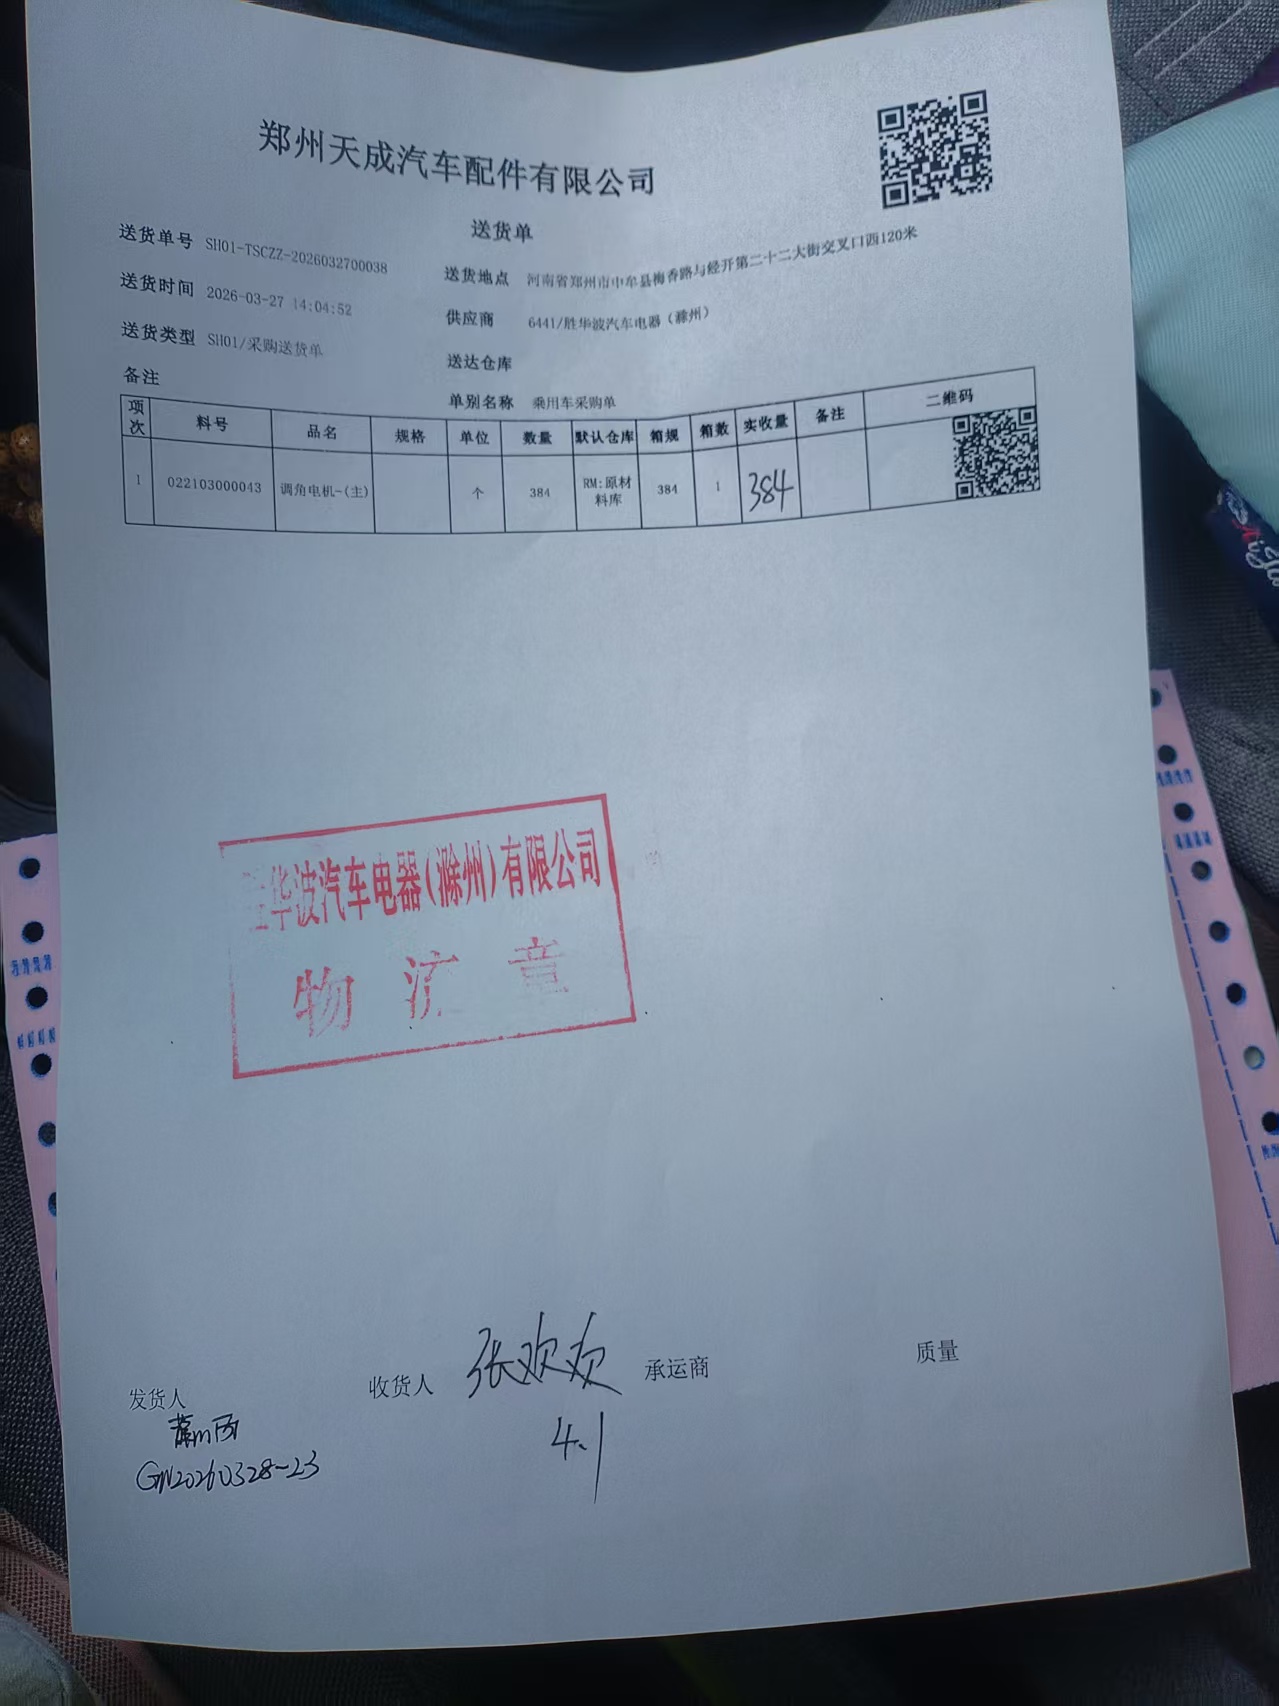 郑州天成汽车配件有限公司
送货单
送货单号 SH01-TSCZZ-2026032700038
送货地点 河南省郑州市中牟县梅香路与经开第二十二大街交叉口西120米
送货时间 2026-03-27 14:04:52
供应商 6441/胜华波汽车电器（滁州）
送货类型 SH01/采购送货单
送达仓库
备注
单别名称 乘用车采购单
项次 料号 品名 规格 单位 数量 默认仓库 箱规 箱数 实收量 备注 二维码
1 022103000043 调角电机-(主) 个 384 RM:原材料库 384 1 384
华波汽车电器(滁州)有限公司
物流章
发货人 收货人 张欢欢 承运商 质量
4.1
GW20260328-23